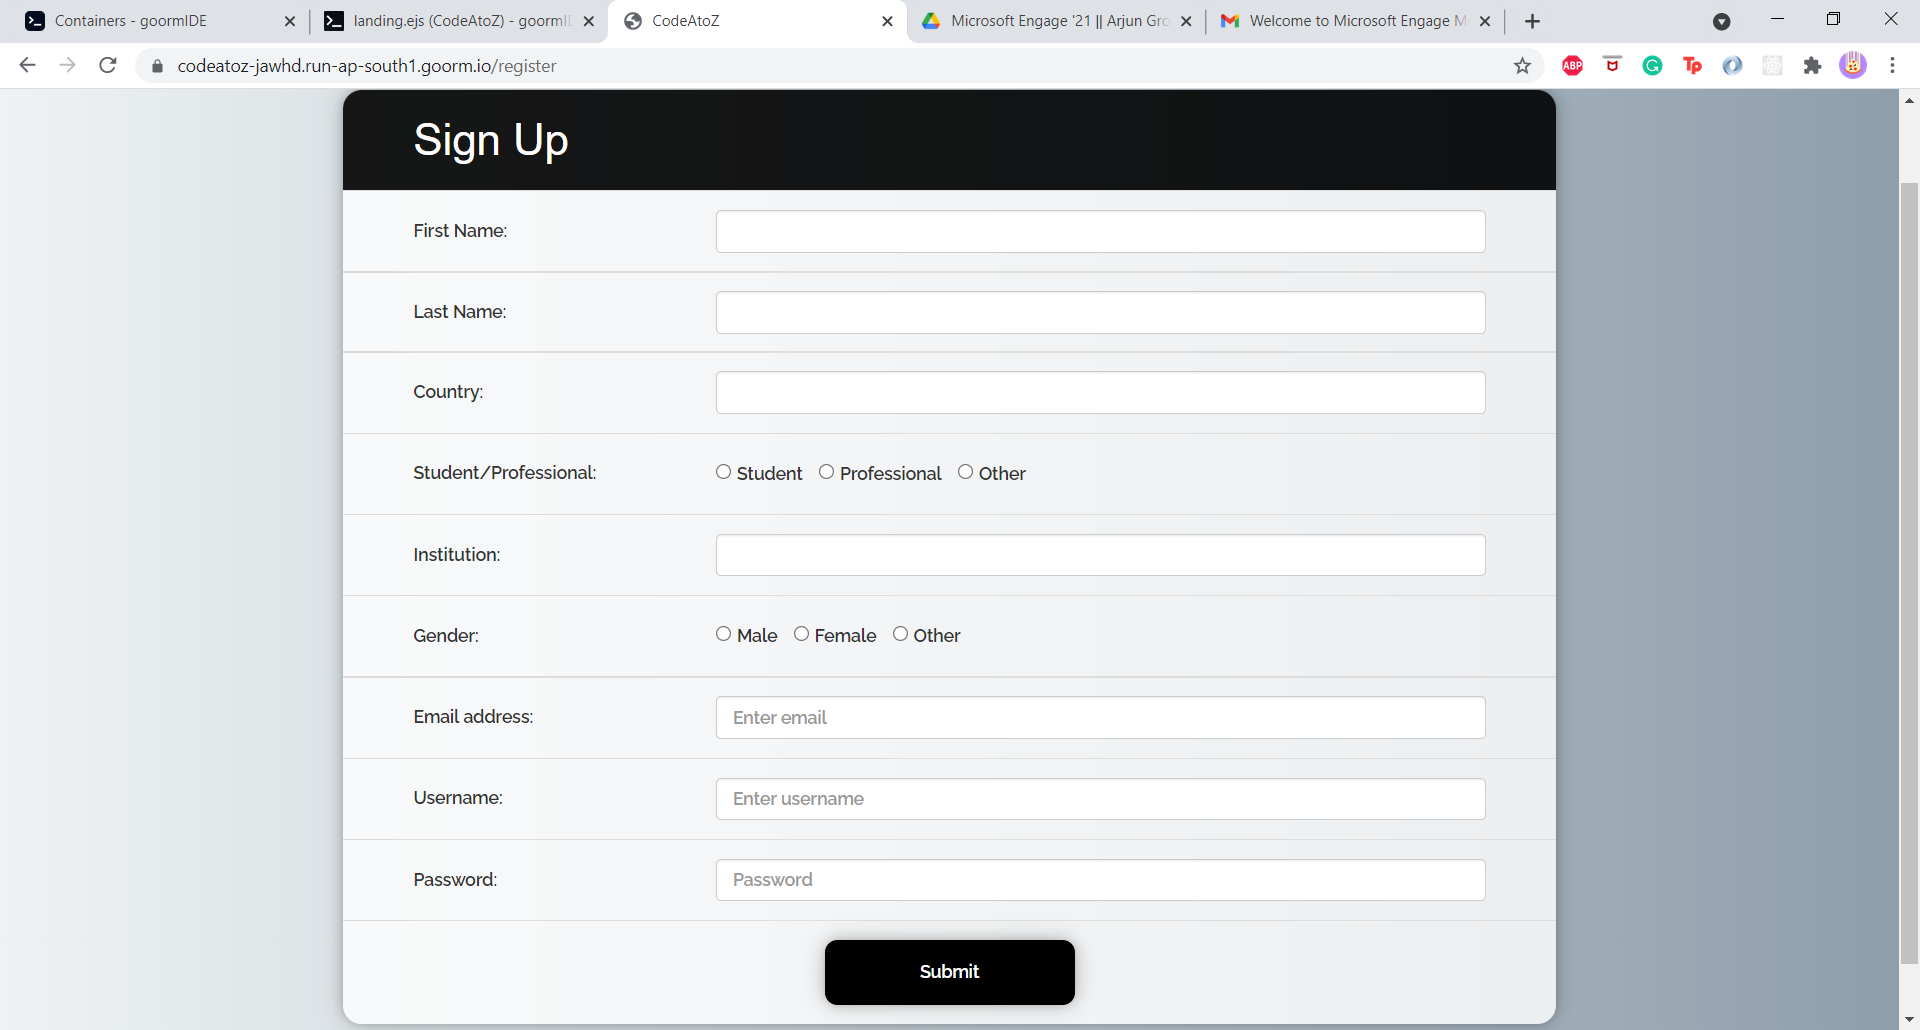 Containers - goormIDE
landing.ejs (CodeAtoZ) - goormI
CodeAtoZ
Microsoft Engage '21 || Arjun Gro
Welcome to Microsoft Engage M
codeatoz-jawhd.run-ap-south1.goorm.io/register
ABP
Tp
Sign Up
First Name:
Last Name:
Country:
Student/Professional:
Student
Professional
Other
Institution:
Gender:
Male
Female
Other
Email address:
Enter email
Username:
Enter username
Password:
Password
Submit